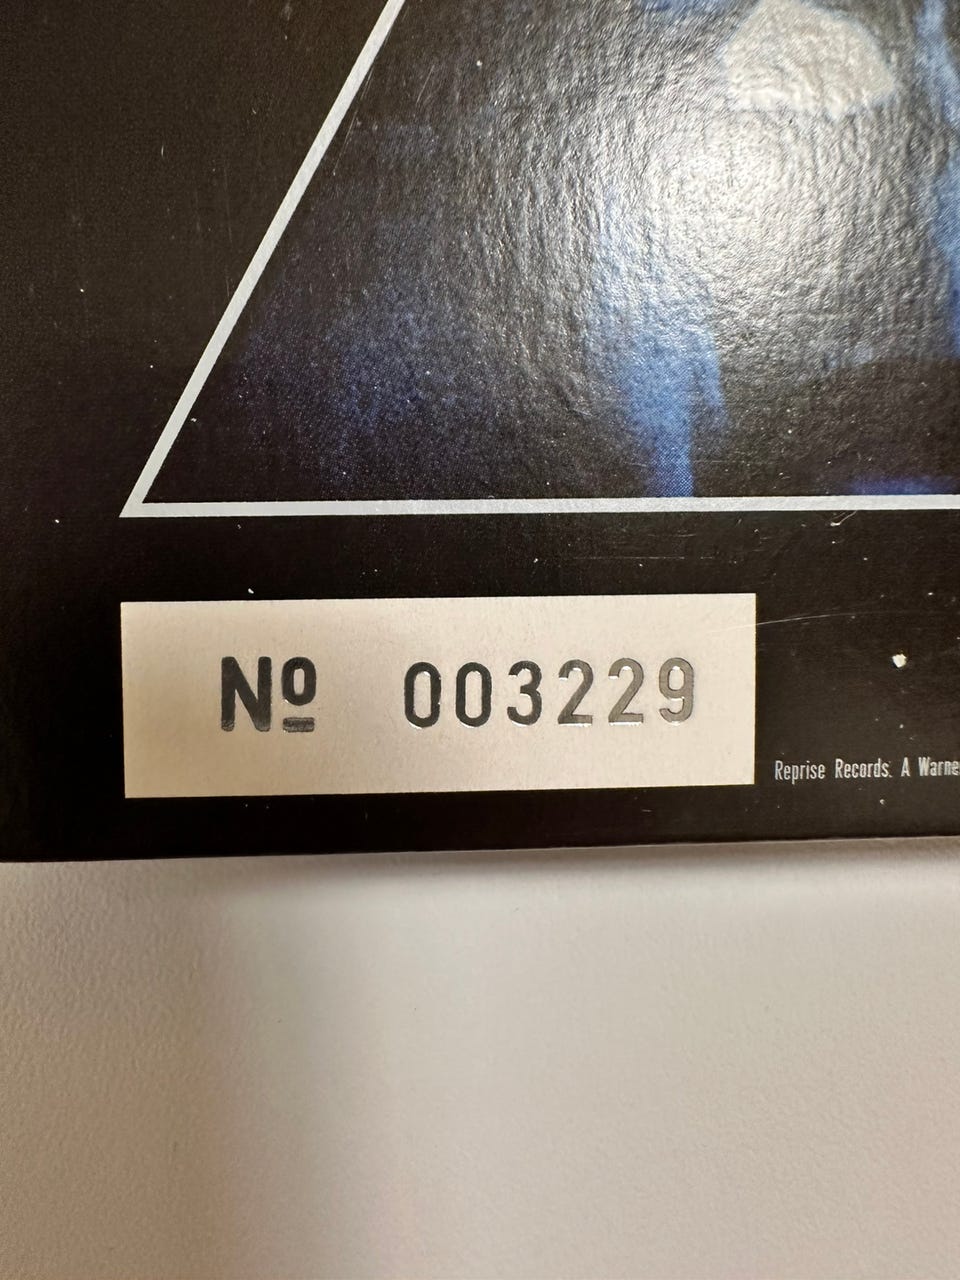 Nº 003229
Reprise Records. A Warne